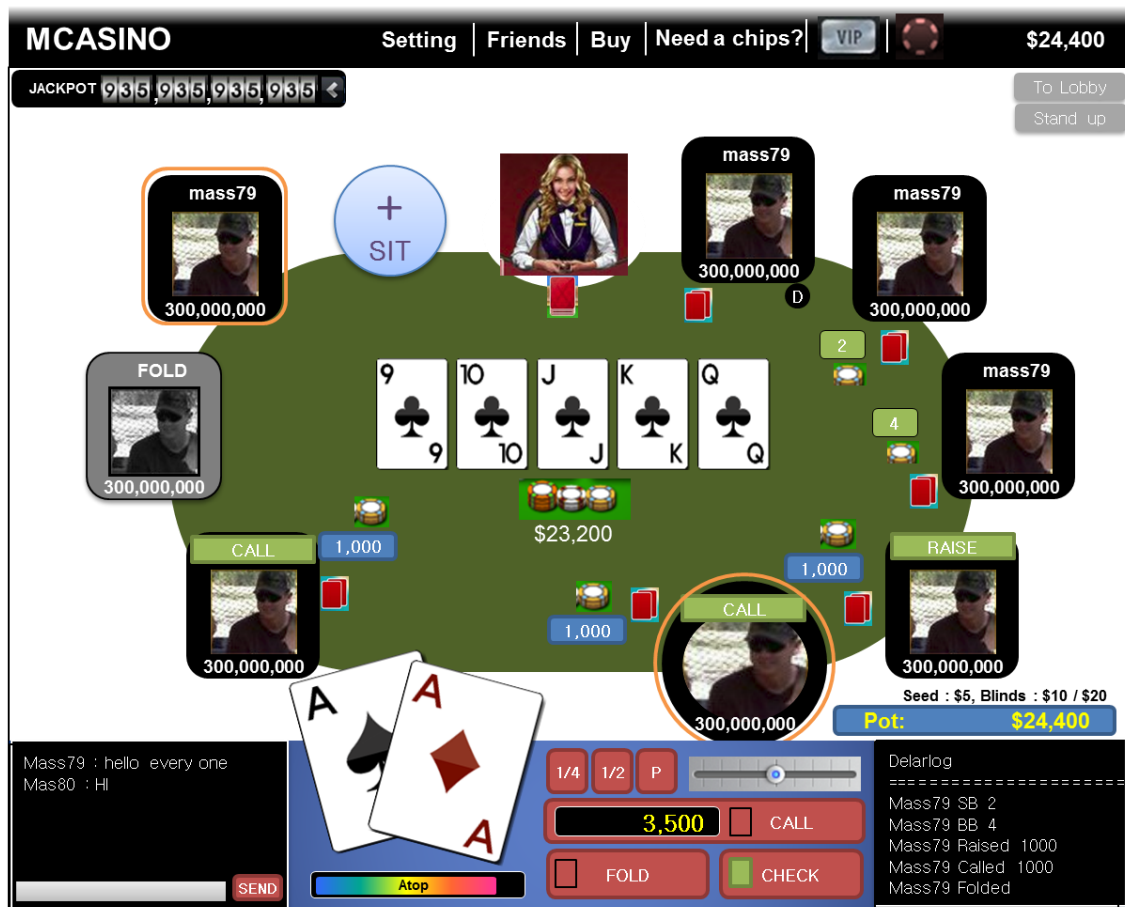 MCASINO
Setting
Friends
Buy
Need a chips?
VIP
$24,400
JACKPOT 935,935,935,935
To Lobby
Stand up
mass79
300,000,000
+
SIT
mass79
300,000,000
D
mass79
300,000,000
FOLD
300,000,000
9 10 J K Q
9 10 J K Q
2
mass79
300,000,000
4
$23,200
CALL
1,000
300,000,000
1,000
CALL
300,000,000
1,000
RAISE
300,000,000
Seed : $5, Blinds : $10 / $20
Pot: $24,400
A
A
A
Mass79 : hello every one
Mas80 : HI
SEND
Atop
1/4
1/2
P
3,500
CALL
FOLD
CHECK
Delarlog
========================
Mass79 SB 2
Mass79 BB 4
Mass79 Raised 1000
Mass79 Called 1000
Mass79 Folded